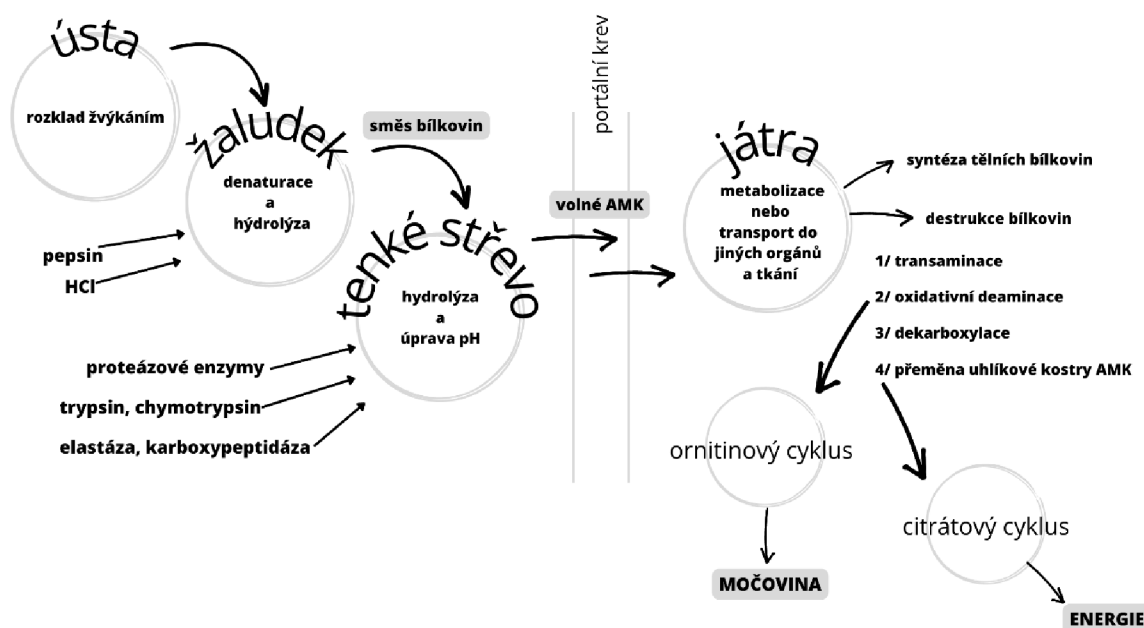 ústa
rozklad žvýkáním
žaludek
denaturace
a
hýdrolýza
pepsin
HCl
směs bílkovin
tenké střevo
hydrolýza
a
úprava pH
proteázové enzymy
trypsin, chymotrypsin
elastáza, karboxypeptidáza
portální krev
volné AMK
játra
metabolizace
nebo
transport do
jiných orgánů
a tkání
syntéza tělních bílkovin
destrukce bílkovin
1/ transaminace
2/ oxidativní deaminace
3/ dekarboxylace
4/ přeměna uhlíkové kostry AMK
ornitinový cyklus
MOČOVINA
citrátový cyklus
ENERGIE